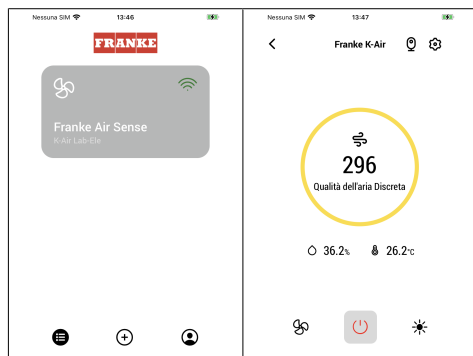 Nessuna SIM 13:46
FRANKE
Franke Air Sense
K-Air Lab-Ele
Nessuna SIM 13:47
Franke K-Air
296
Qualità dell'aria Discreta
36.2% 26.2°C